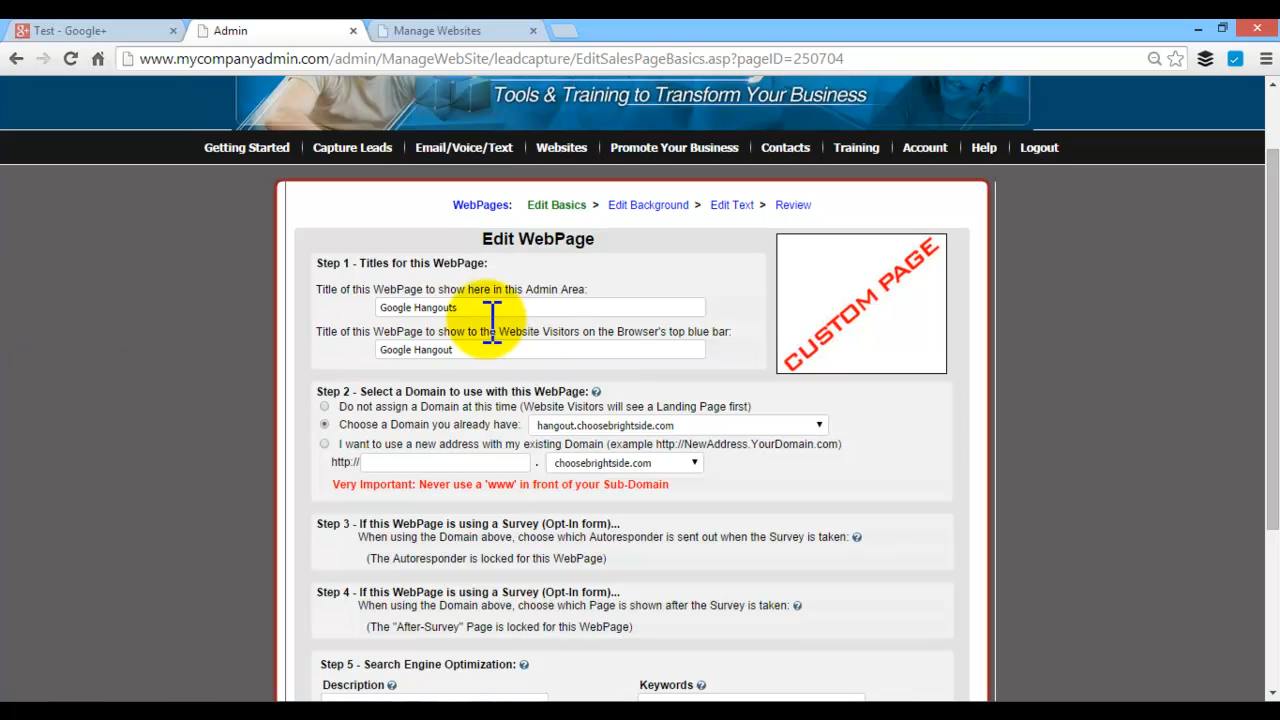 Test - Google+
Admin
Manage Websites
www.mycompanyadmin.com/admin/ManageWebSite/leadcapture/EditSalesPageBasics.asp?pageID=250704
Tools & Training to Transform Your Business
Getting Started Capture Leads Email/Voice/Text Websites Promote Your Business Contacts Training Account Help Logout
WebPages: Edit Basics > Edit Background > Edit Text > Review
Edit WebPage
CUSTOM PAGE
Step 1 - Titles for this WebPage:
Title of this WebPage to show here in this Admin Area:
Google Hangouts
Title of this WebPage to show to the Website Visitors on the Browser's top blue bar:
Google Hangout
Step 2 - Select a Domain to use with this WebPage:
Do not assign a Domain at this time (Website Visitors will see a Landing Page first)
Choose a Domain you already have: hangout.choosebrightside.com
I want to use a new address with my existing Domain (example http://NewAddress.YourDomain.com)
http:// . choosebrightside.com
Very Important: Never use a 'www' in front of your Sub-Domain
Step 3 - If this WebPage is using a Survey (Opt-In form)...
When using the Domain above, choose which Autoresponder is sent out when the Survey is taken:
(The Autoresponder is locked for this WebPage)
Step 4 - If this WebPage is using a Survey (Opt-In form)...
When using the Domain above, choose which Page is shown after the Survey is taken:
(The "After-Survey" Page is locked for this WebPage)
Step 5 - Search Engine Optimization:
Description Keywords